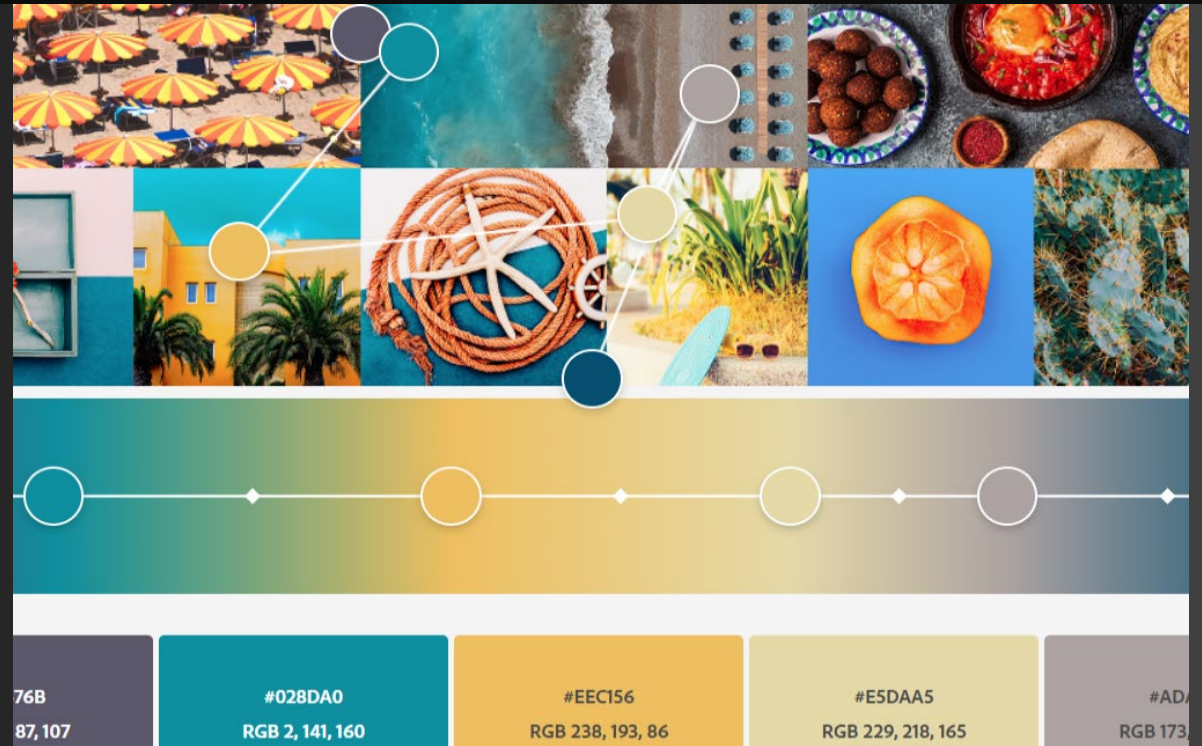 76B
87, 107
#028DA0
RGB 2, 141, 160
#EEC156
RGB 238, 193, 86
#E5DAA5
RGB 229, 218, 165
#AD
RGB 173,